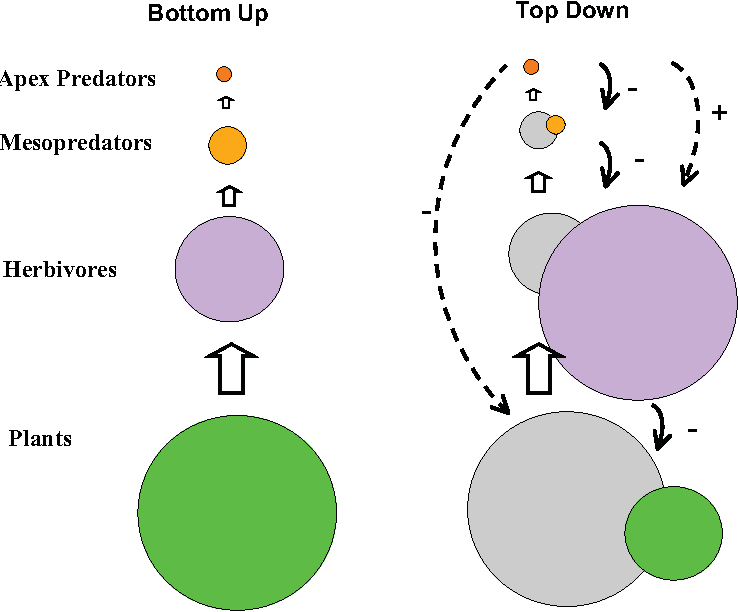 Bottom Up
Top Down
Apex Predators
-
+
Mesopredators
-
-
Herbivores
Plants
-